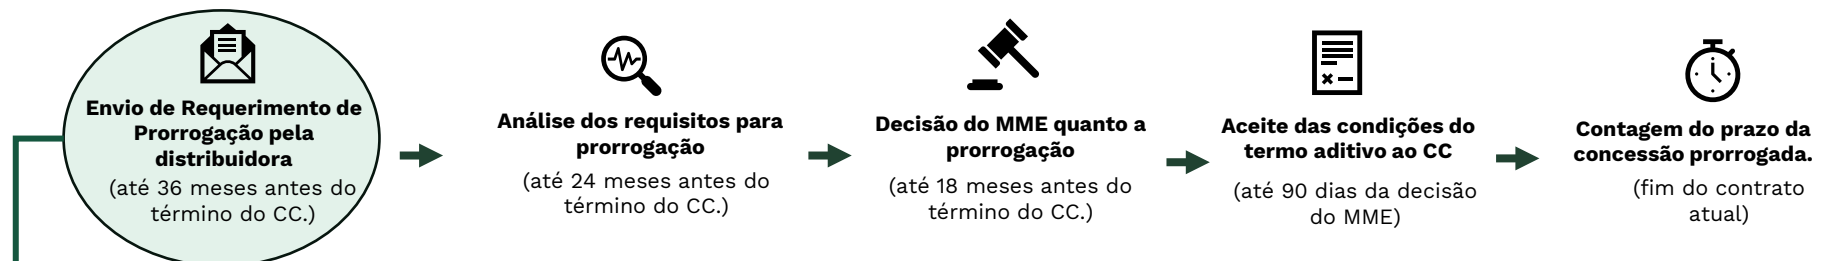 Envio de Requerimento de
Prorrogação pela
distribuidora
(até 36 meses antes do
término do CC.)
Análise dos requisitos para
prorrogação
(até 24 meses antes do
término do CC.)
Decisão do MME quanto a
prorrogação
(até 18 meses antes do
término do CC.)
Aceite das condições do
termo aditivo ao CC
(até 90 dias da decisão
do MME)
Contagem do prazo da
concessão prorrogada.
(fim do contrato
atual)